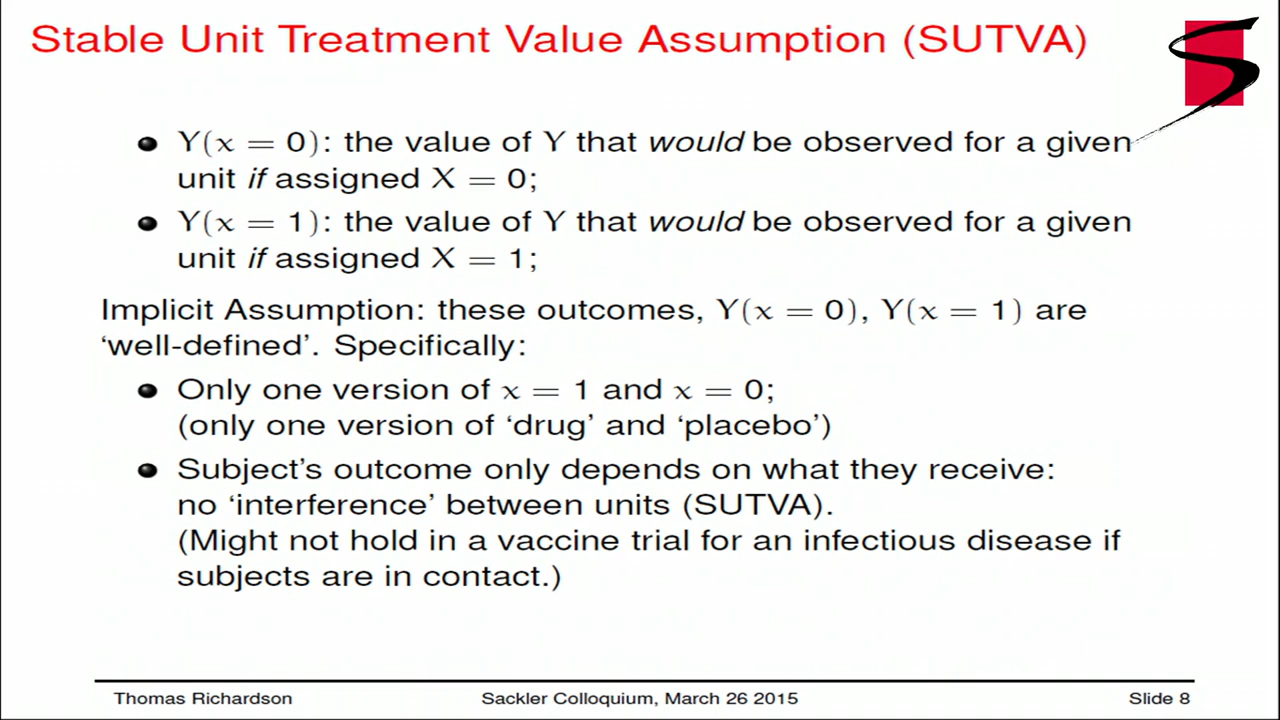 Stable Unit Treatment Value Assumption (SUTVA)
Y(x = 0): the value of Y that would be observed for a given
unit if assigned X = 0;
Y(x = 1): the value of Y that would be observed for a given
unit if assigned X = 1;
Implicit Assumption: these outcomes, Y(x = 0), Y(x = 1) are
‘well-defined’. Specifically:
Only one version of x = 1 and x = 0;
(only one version of ‘drug’ and ‘placebo’)
Subject’s outcome only depends on what they receive:
no ‘interference’ between units (SUTVA).
(Might not hold in a vaccine trial for an infectious disease if
subjects are in contact.)
Thomas Richardson Sackler Colloquium, March 26 2015 Slide 8